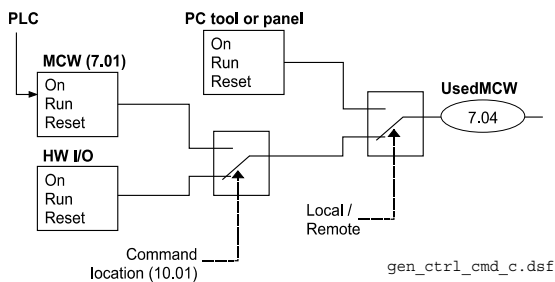 PLC
PC tool or panel
On
Run
Reset
MCW (7.01)
On
Run
Reset
UsedMCW
7.04
HW I/O
On
Run
Reset
Local /
Remote
Command
location (10.01)
gen_ctrl_cmd_c.dsf